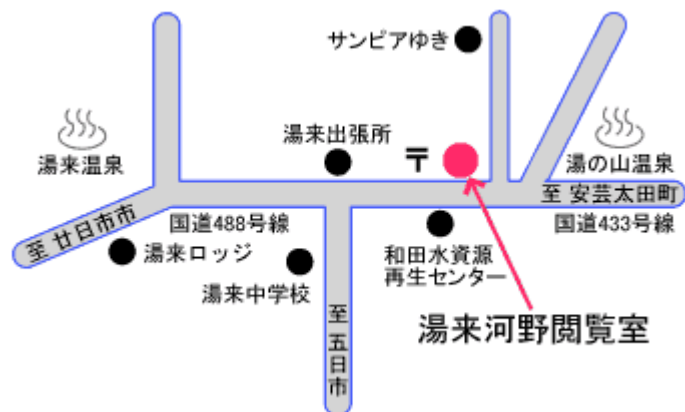 サンピアゆき
湯来出張所
〒
湯来温泉
湯の山温泉
至 安芸太田町
至 廿日市市
国道488号線
国道433号線
湯来ロッジ
湯来中学校
和田水資源
再生センター
至 五日市
湯来河野閲覧室